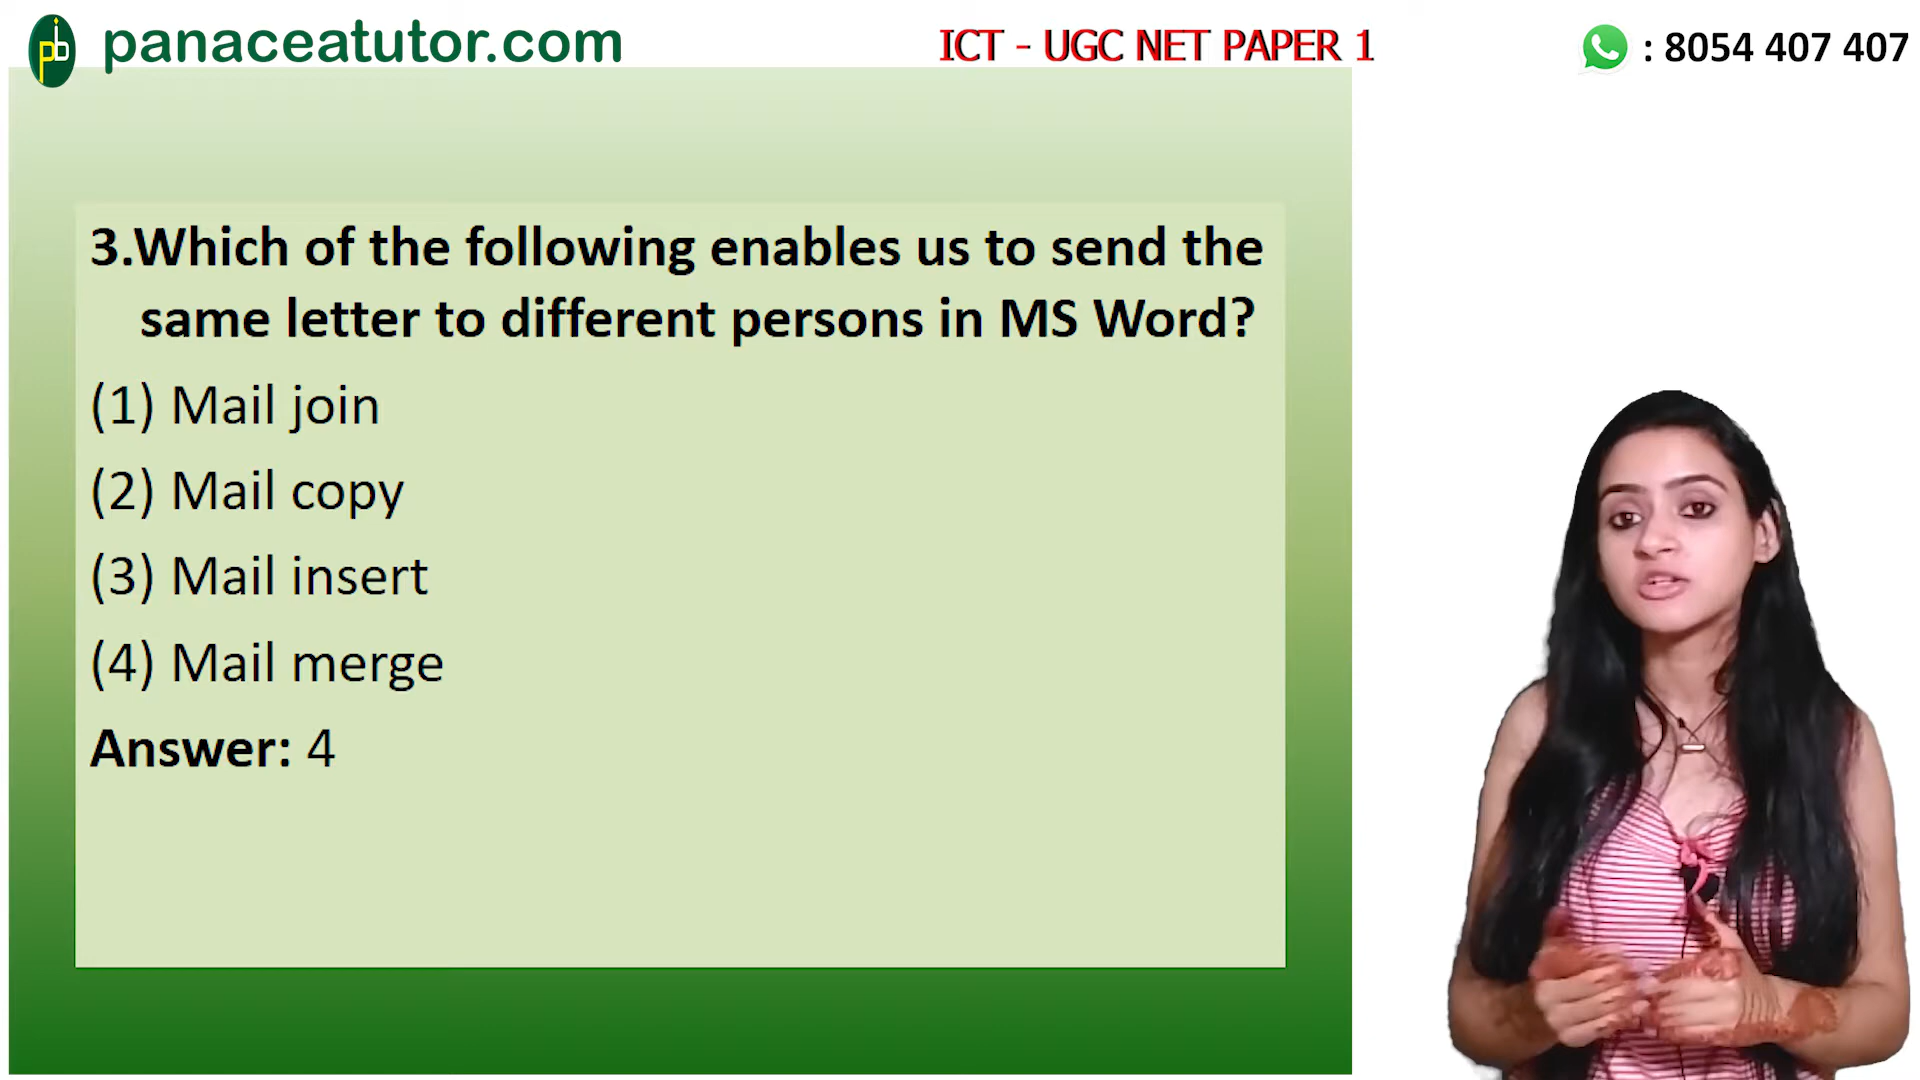 pb panaceatutor.com
ICT - UGC NET PAPER 1
: 8054 407 407
3.Which of the following enables us to send the
same letter to different persons in MS Word?
(1) Mail join
(2) Mail copy
(3) Mail insert
(4) Mail merge
Answer: 4